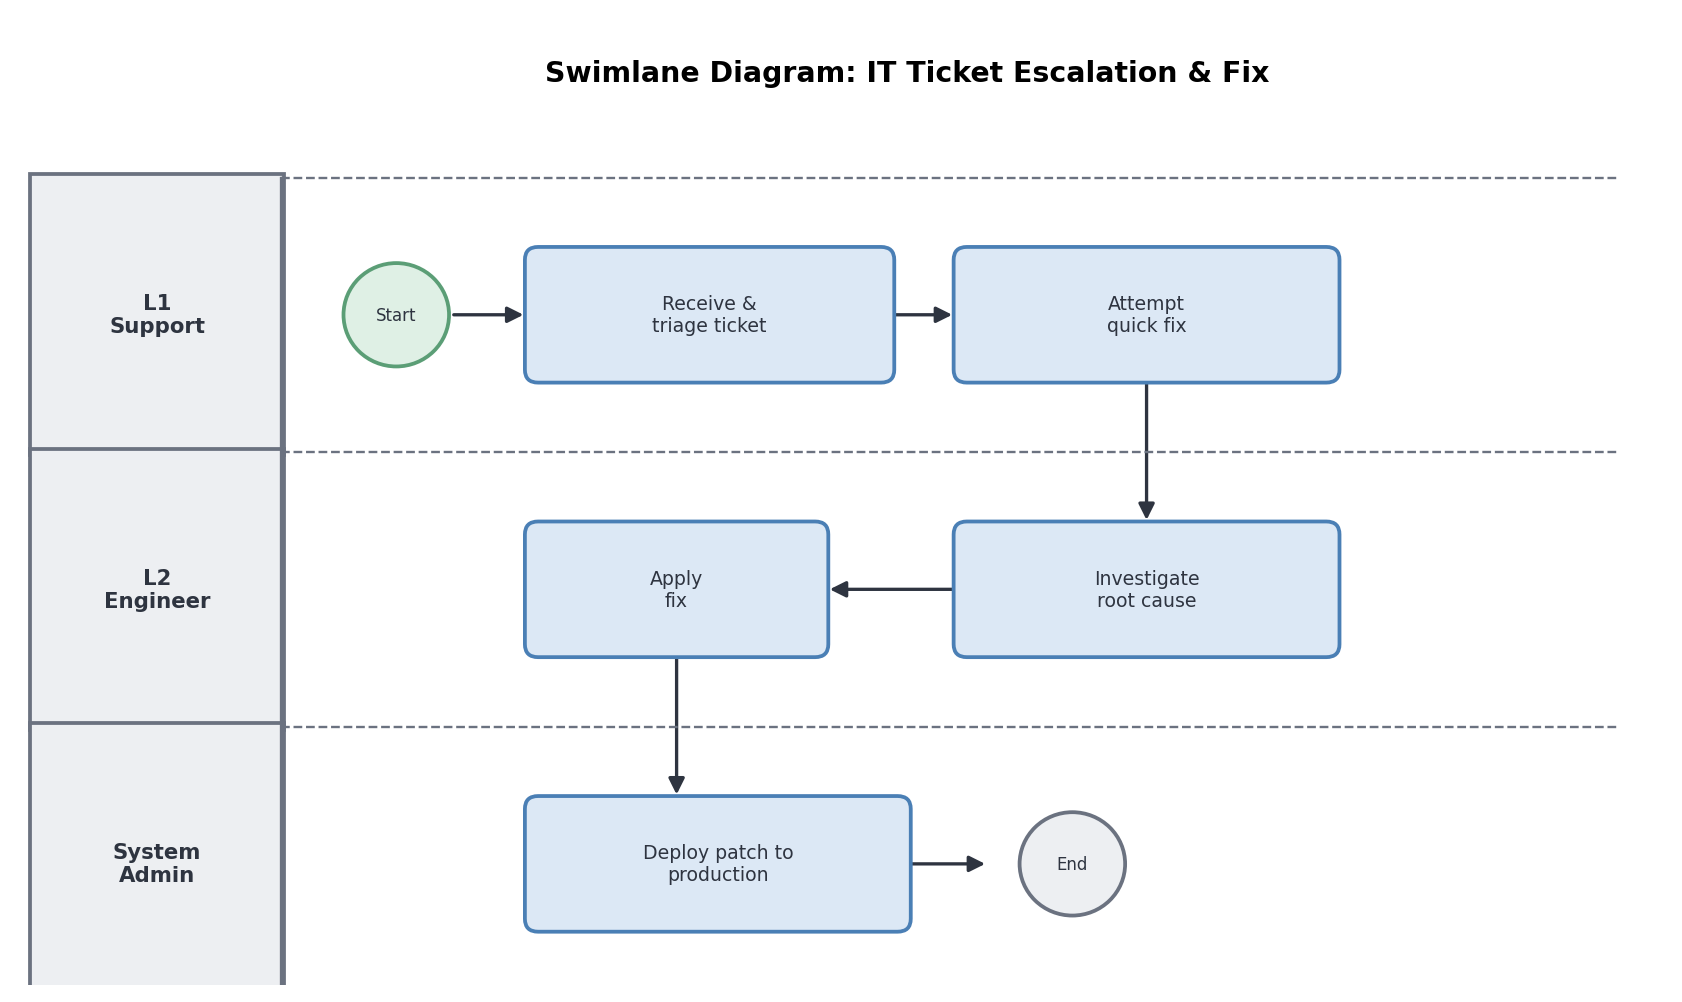 Swimlane Diagram: IT Ticket Escalation & Fix
L1
Support
Start
Receive &
triage ticket
Attempt
quick fix
L2
Engineer
Apply
fix
Investigate
root cause
System
Admin
Deploy patch to
production
End